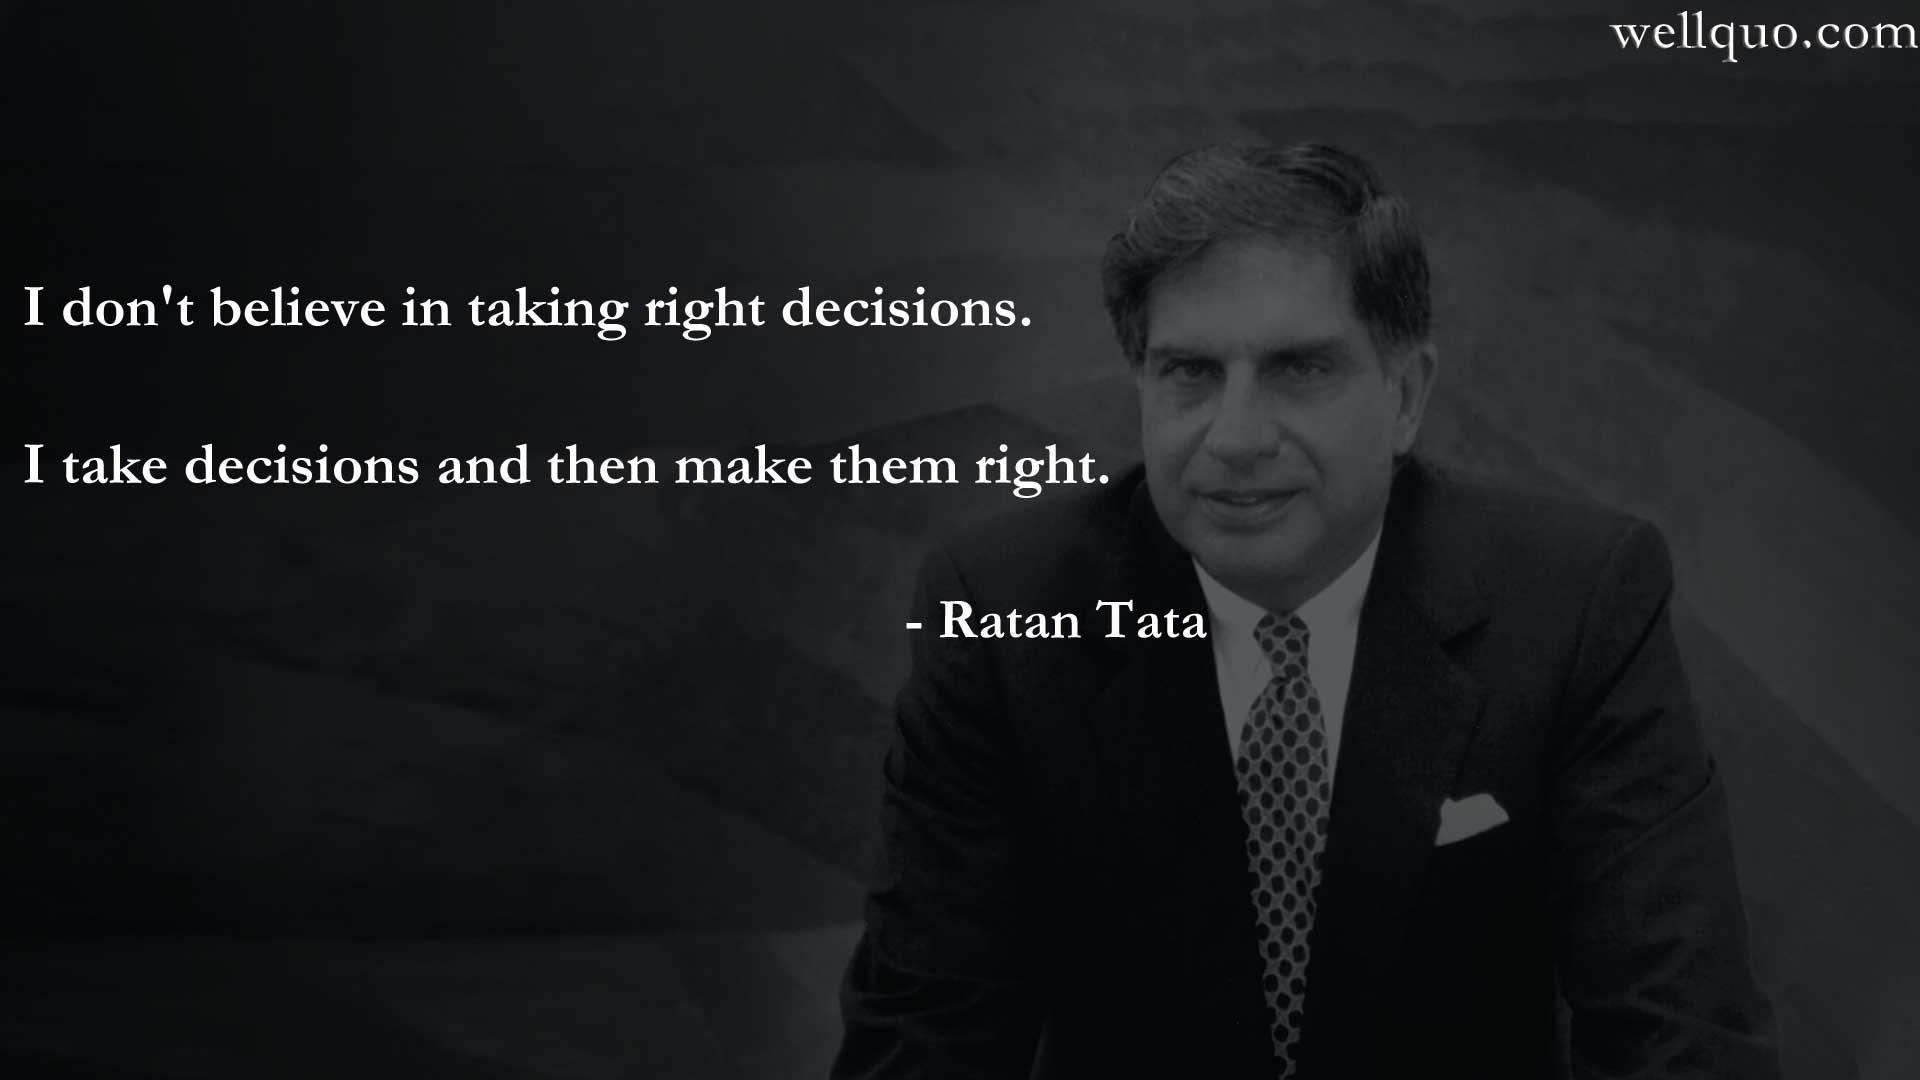 wellquo.com
I don't believe in taking right decisions.
I take decisions and then make them right.
- Ratan Tata